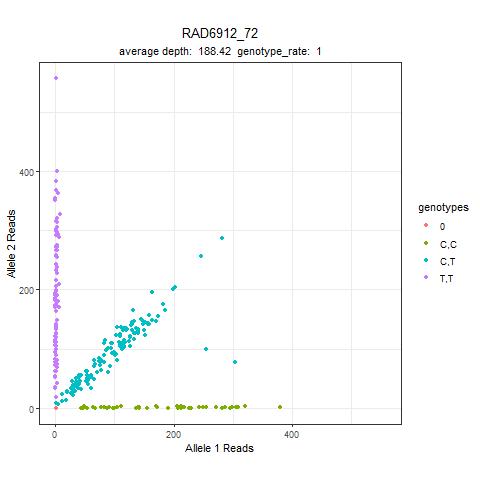 RAD6912_72
average depth: 188.42 genotype_rate: 1
Allele 2 Reads
400
200
0
0 200 400
Allele 1 Reads
genotypes
0
C,C
C,T
T,T